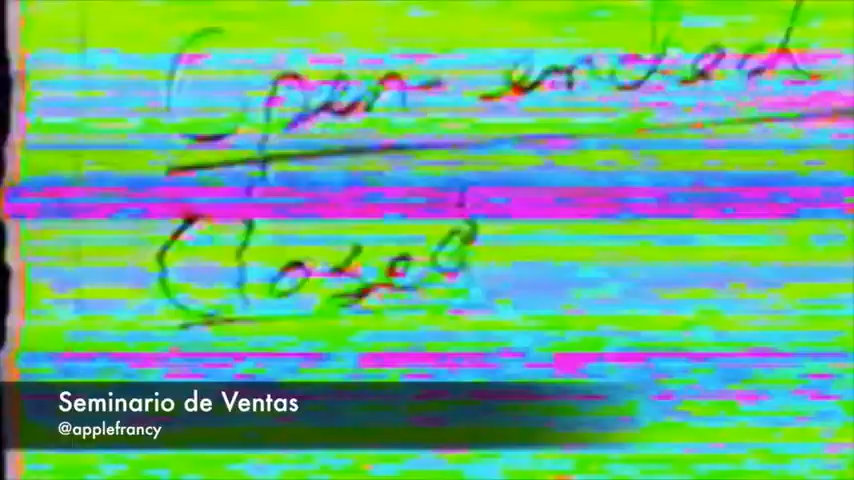 Open ended
Closed
Seminario de Ventas
@applefrancy